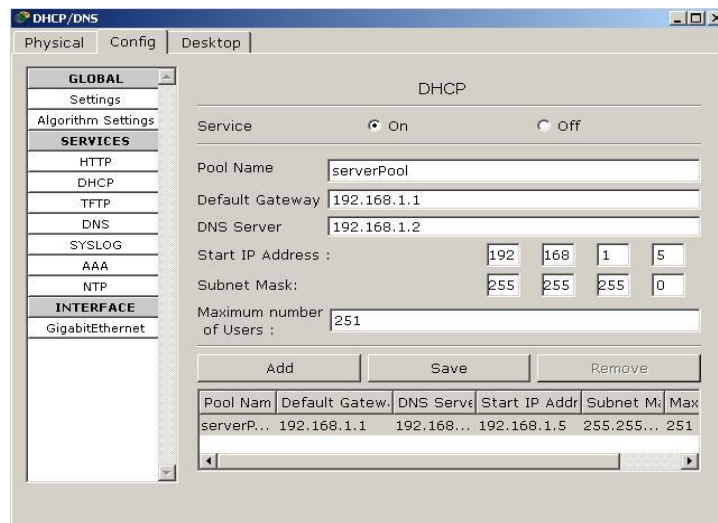 DHCP/DNS
Physical Config Desktop
GLOBAL
Settings
Algorithm Settings
SERVICES
HTTP
DHCP
TFTP
DNS
SYSLOG
AAA
NTP
INTERFACE
GigabitEthernet
DHCP
Service On Off
Pool Name serverPool
Default Gateway 192.168.1.1
DNS Server 192.168.1.2
Start IP Address : 192 168 1 5
Subnet Mask: 255 255 255 0
Maximum number
of Users : 251
Add Save Remove
Pool Nam Default Gatew. DNS Serve Start IP Addr Subnet Ma Max
serverP... 192.168.1.1 192.168... 192.168.1.5 255.255... 251